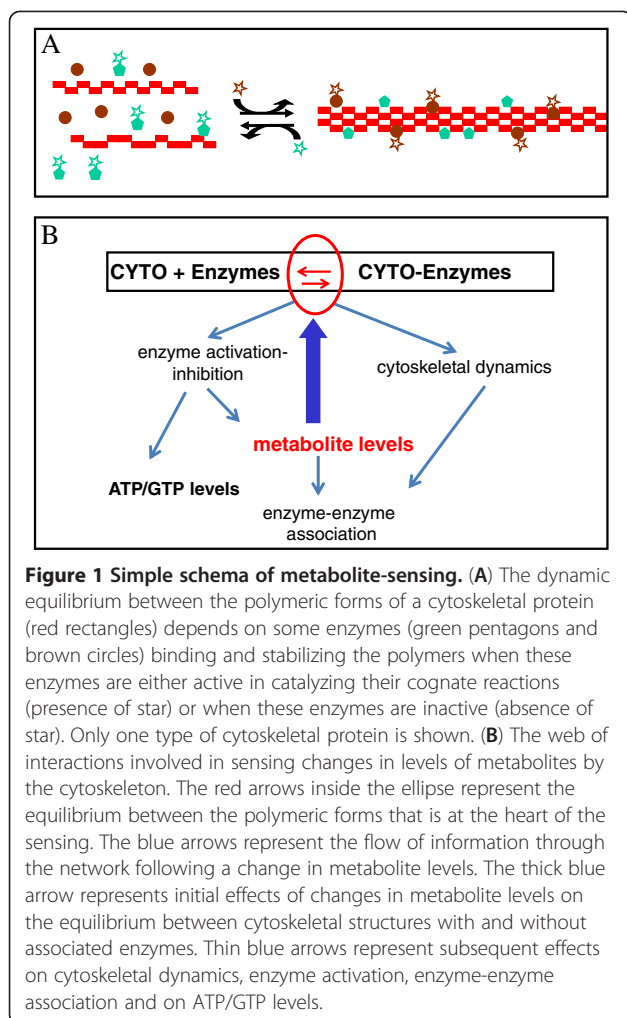 A
B
CYTO + Enzymes CYTO-Enzymes
enzyme activation-
inhibition
cytoskeletal dynamics
metabolite levels
ATP/GTP levels
enzyme-enzyme
association
Figure 1 Simple schema of metabolite-sensing. (A) The dynamic
equilibrium between the polymeric forms of a cytoskeletal protein
(red rectangles) depends on some enzymes (green pentagons and
brown circles) binding and stabilizing the polymers when these
enzymes are either active in catalyzing their cognate reactions
(presence of star) or when these enzymes are inactive (absence of
star). Only one type of cytoskeletal protein is shown. (B) The web of
interactions involved in sensing changes in levels of metabolites by
the cytoskeleton. The red arrows inside the ellipse represent the
equilibrium between the polymeric forms that is at the heart of the
sensing. The blue arrows represent the flow of information through
the network following a change in metabolite levels. The thick blue
arrow represents initial effects of changes in metabolite levels on
the equilibrium between cytoskeletal structures with and without
associated enzymes. Thin blue arrows represent subsequent effects
on cytoskeletal dynamics, enzyme activation, enzyme-enzyme
association and on ATP/GTP levels.